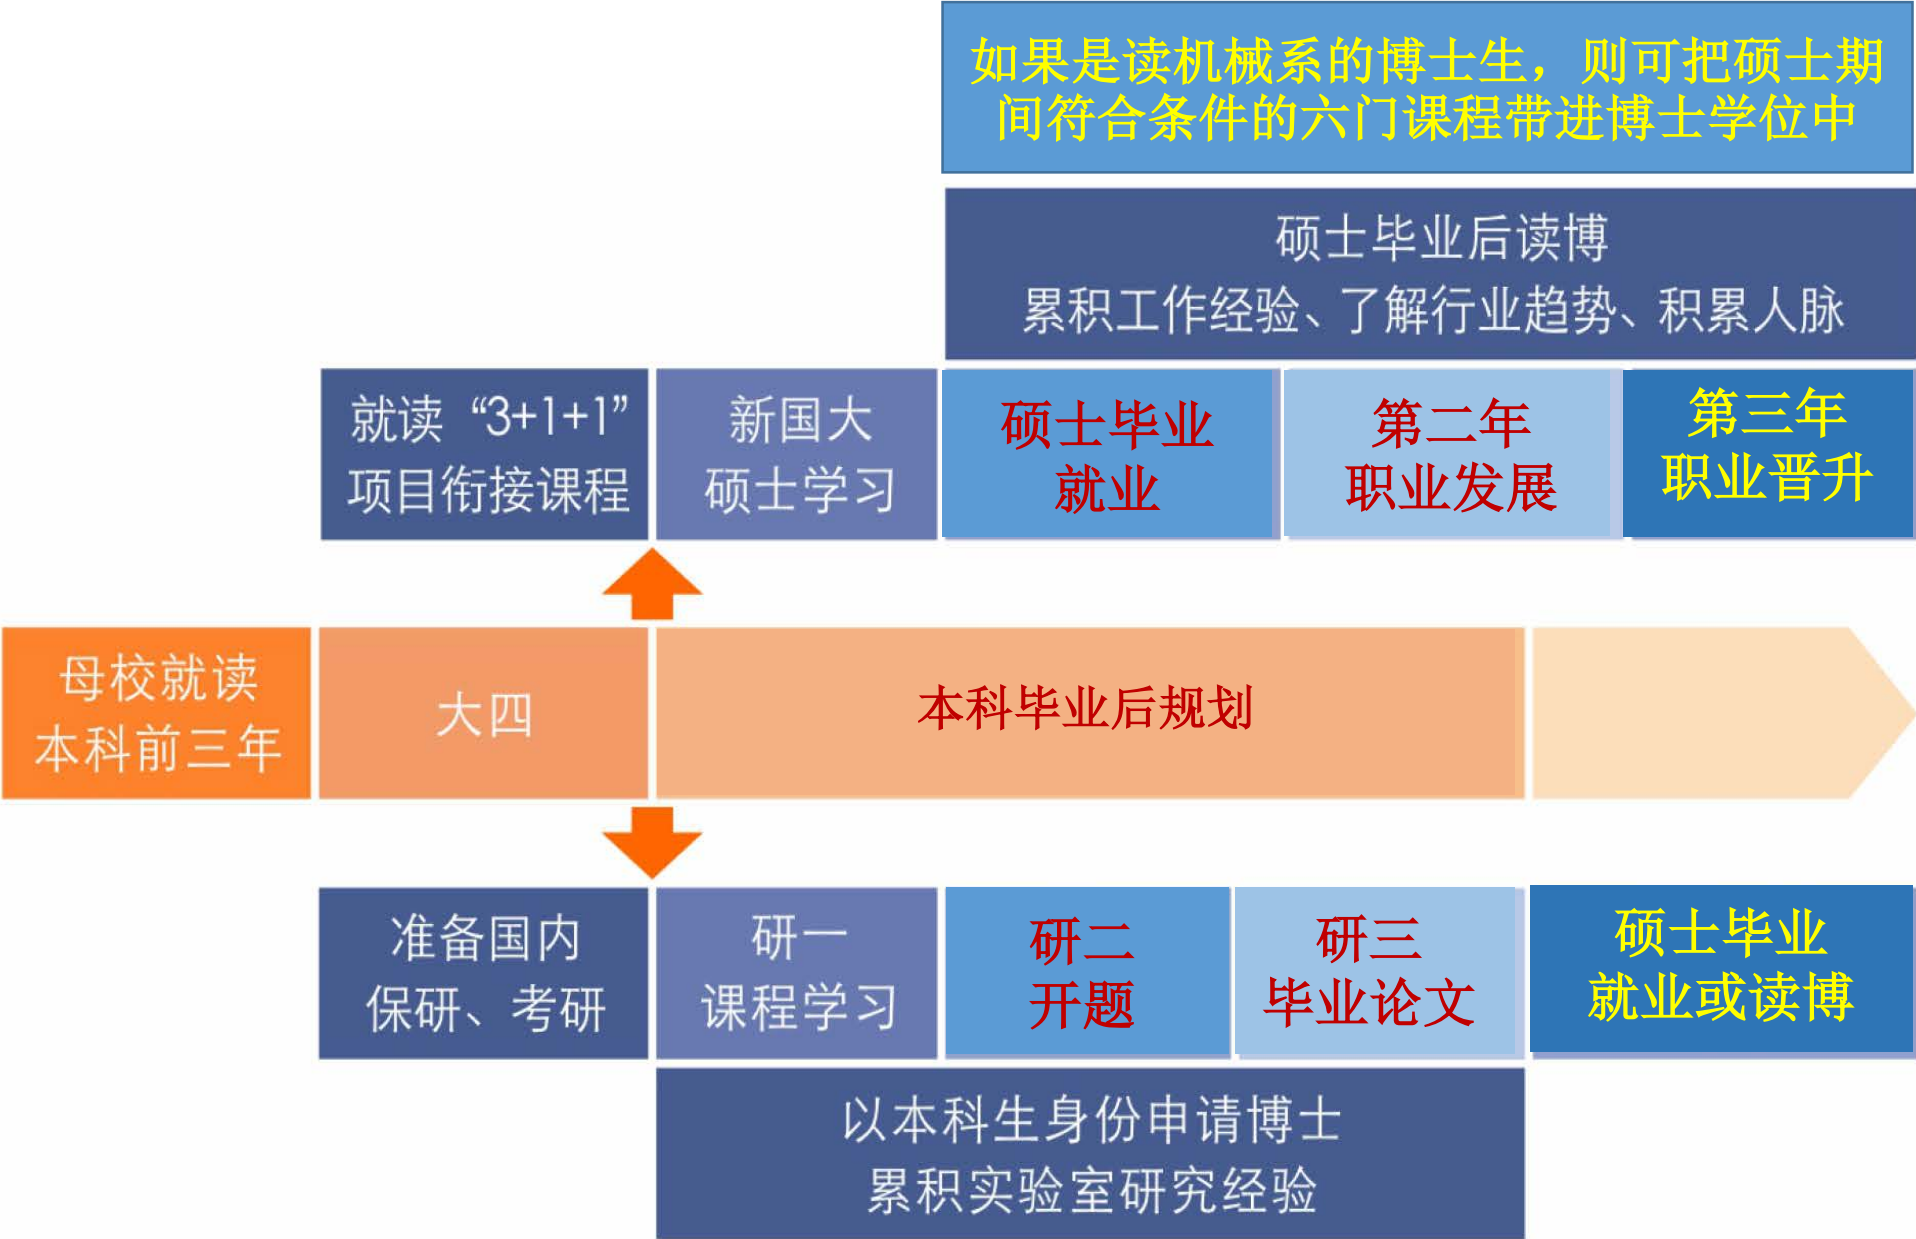 如果是读机械系的博士生，则可把硕士期
间符合条件的六门课程带进博士学位中
硕士毕业后读博
累积工作经验、了解行业趋势、积累人脉
就读 “3+1+1”
项目衔接课程
新国大
硕士学习
硕士毕业
就业
第二年
职业发展
第三年
职业晋升
母校就读
本科前三年
大四
本科毕业后规划
准备国内
保研、考研
研一
课程学习
研二
开题
研三
毕业论文
硕士毕业
就业或读博
以本科生身份申请博士
累积实验室研究经验